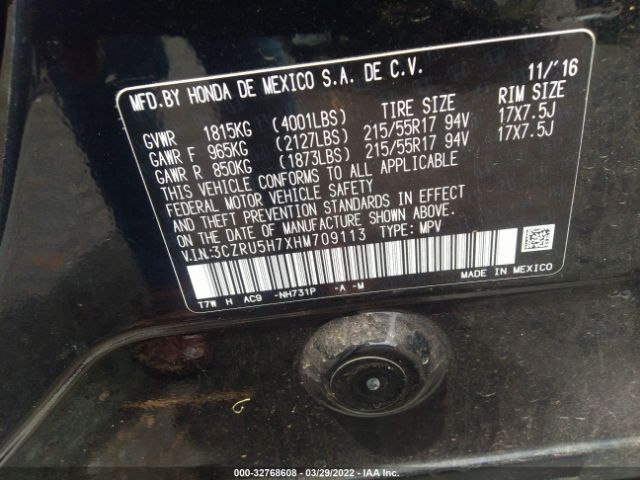 MFD.BY HONDA DE MEXICO S.A. DE C.V. 11/'16
TIRE SIZE RIM SIZE
GVWR 1815KG (4001LBS)
GAWR F 965KG (2127LBS) 215/55R17 94V 17X7.5J
GAWR R 850KG (1873LBS) 215/55R17 94V 17X7.5J
THIS VEHICLE CONFORMS TO ALL APPLICABLE
FEDERAL MOTOR VEHICLE SAFETY
AND THEFT PREVENTION STANDARDS IN EFFECT
ON THE DATE OF MANUFACTURE SHOWN ABOVE.
V.I.N:3CZRU5H7XHM709113 TYPE: MPV
T7W H AC9 -NH731P -A -M
MADE IN MEXICO
000-32768608 - 03/29/2022 - IAA Inc.